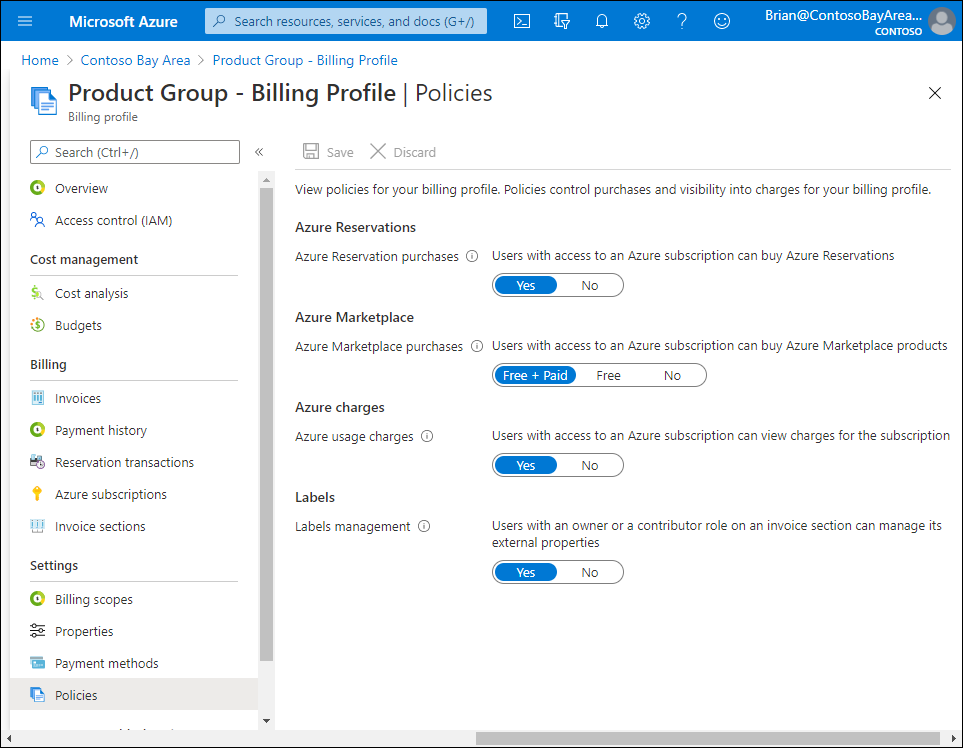 Microsoft Azure
Search resources, services, and docs (G+/)
Brian@ContosoBayArea...
CONTOSO
Home > Contoso Bay Area > Product Group - Billing Profile
Product Group - Billing Profile | Policies
Billing profile
Search (Ctrl+/)
«
Overview
Access control (IAM)
Cost management
Cost analysis
Budgets
Billing
Invoices
Payment history
Reservation transactions
Azure subscriptions
Invoice sections
Settings
Billing scopes
Properties
Payment methods
Policies
Save
Discard
View policies for your billing profile. Policies control purchases and visibility into charges for your billing profile.
Azure Reservations
Azure Reservation purchases
Users with access to an Azure subscription can buy Azure Reservations
Yes No
Azure Marketplace
Azure Marketplace purchases
Users with access to an Azure subscription can buy Azure Marketplace products
Free + Paid Free No
Azure charges
Azure usage charges
Users with access to an Azure subscription can view charges for the subscription
Yes No
Labels
Labels management
Users with an owner or a contributor role on an invoice section can manage its
external properties
Yes No